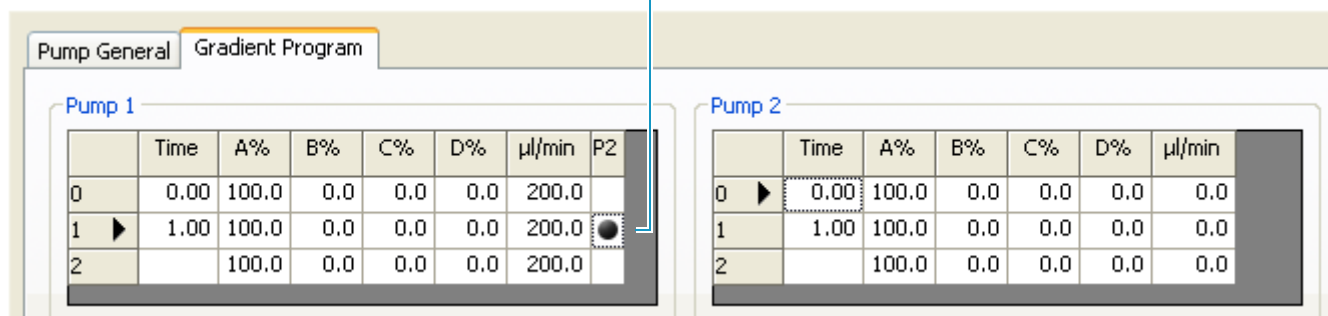 Pump General Gradient Program
Pump 1
Time A% B% C% D% µl/min P2
0 0.00 100.0 0.0 0.0 0.0 200.0
1 1.00 100.0 0.0 0.0 0.0 200.0
2 100.0 0.0 0.0 0.0 200.0
Pump 2
Time A% B% C% D% µl/min
0 0.00 100.0 0.0 0.0 0.0 0.0
1 1.00 100.0 0.0 0.0 0.0 0.0
2 100.0 0.0 0.0 0.0 0.0